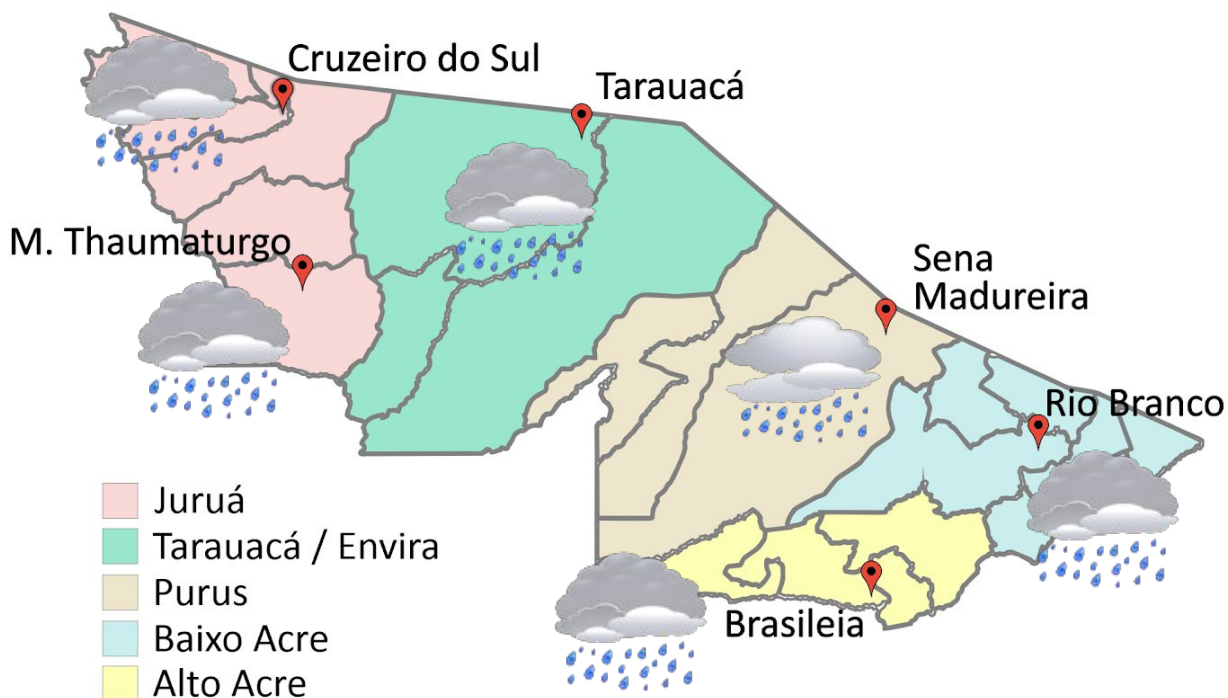 Cruzeiro do Sul
Tarauacá
M. Thaumaturgo
Sena
Madureira
Rio Branco
Brasileia
Juruá
Tarauacá / Envira
Purus
Baixo Acre
Alto Acre